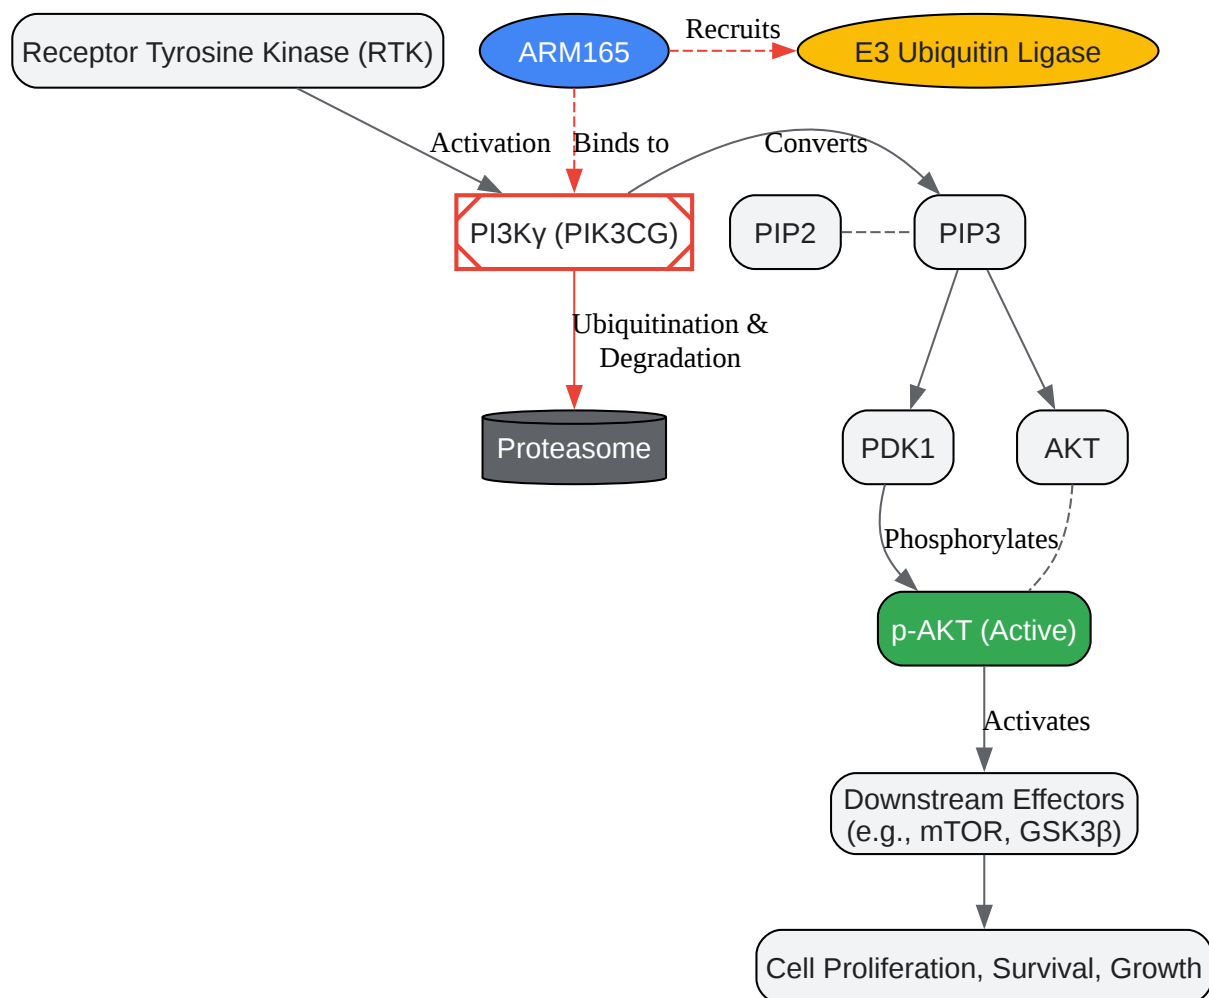 Receptor Tyrosine Kinase (RTK)
ARM165
Recruits
E3 Ubiquitin Ligase
Activation
Binds to
Converts
PI3Kγ (PIK3CG)
PIP2
PIP3
Ubiquitination &
Degradation
Proteasome
PDK1
AKT
Phosphorylates
p-AKT (Active)
Activates
Downstream Effectors
(e.g., mTOR, GSK3β)
Cell Proliferation, Survival, Growth